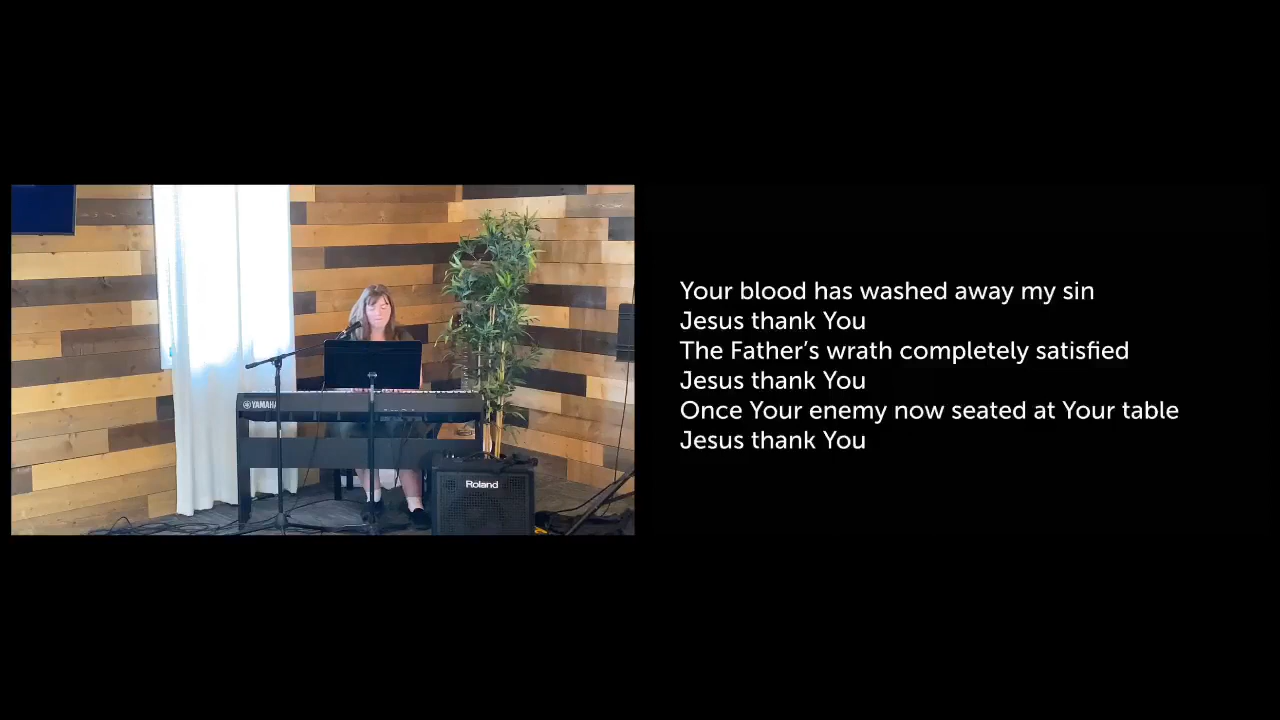 YAMAHA
Roland
Your blood has washed away my sin
Jesus thank You
The Father’s wrath completely satisfied
Jesus thank You
Once Your enemy now seated at Your table
Jesus thank You